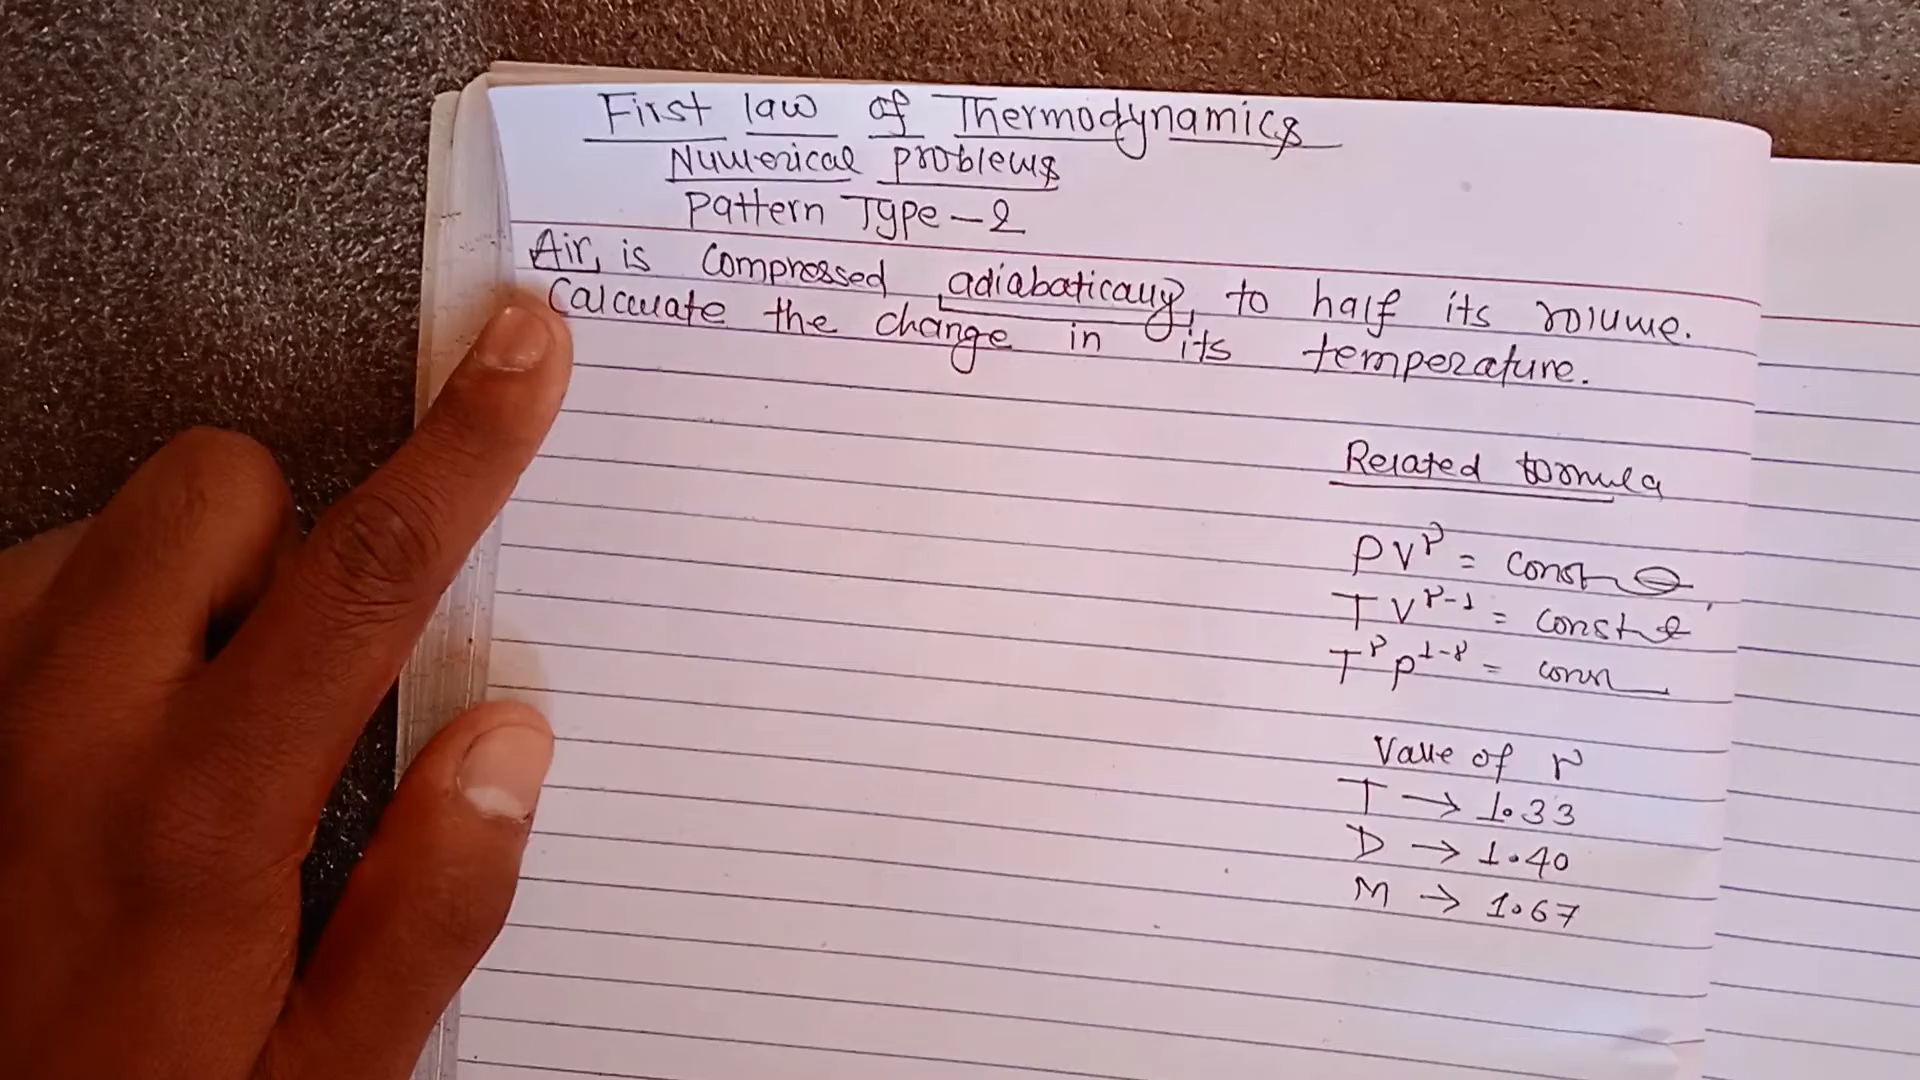 First law of Thermodynamics
Numerical problems
Pattern Type-2
Air, is compressed adiabatically, to half its volume.
Calculate the change in its temperature.
Related formula
PV^γ = const
TV^γ-1 = const
T^γ P^1-γ = const
Value of γ
T → 1.33
D → 1.40
M → 1.67